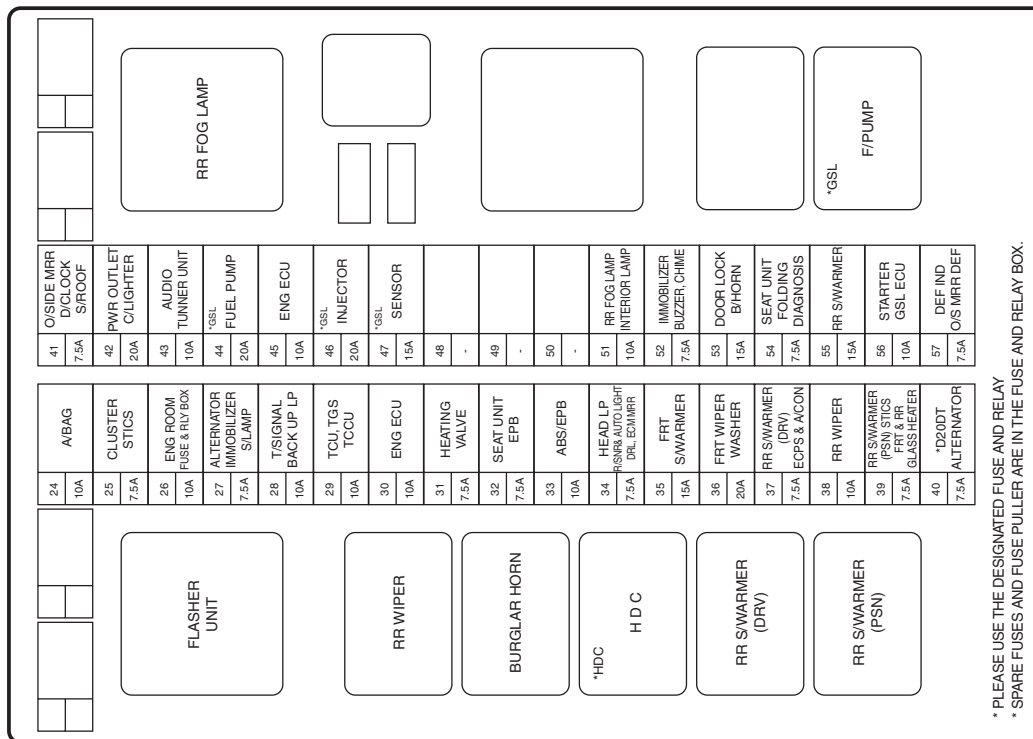 RR FOG LAMP
*GSL
F/PUMP
41
7.5A
O/SIDE MRR
D/CLOCK
S/ROOF
42
20A
PWR OUTLET
C/LIGHTER
43
10A
AUDIO
TUNNER UNIT
44
20A
*GSL
FUEL PUMP
45
10A
ENG ECU
46
20A
*GSL
INJECTOR
47
15A
*GSL
SENSOR
48
-
49
-
50
-
51
10A
RR FOG LAMP
INTERIOR LAMP
52
7.5A
IMMOBILIZER
BUZZER, CHIME
53
15A
DOOR LOCK
B/HORN
54
7.5A
SEAT UNIT
FOLDING
DIAGNOSIS
55
15A
RR S/WARMER
56
10A
STARTER
GSL ECU
57
7.5A
DEF IND
O/S MRR DEF
24
10A
A/BAG
25
7.5A
CLUSTER
STICS
26
10A
ENG ROOM
FUSE & RLY BOX
27
7.5A
ALTERNATOR
IMMOBILIZER
S/LAMP
28
10A
T/SIGNAL
BACK UP LP
29
10A
TCU, TGS
TCCU
30
10A
ENG ECU
31
7.5A
HEATING
VALVE
32
7.5A
SEAT UNIT
EPB
33
10A
ABS/EPB
34
7.5A
HEAD LP
R/SNR& AUTO LIGHT
DRL, ECM MRR
35
15A
FRT
S/WARMER
36
20A
FRT WIPER
WASHER
37
7.5A
RR S/WARMER
(DRV)
ECPS & A/CON
38
10A
RR WIPER
39
7.5A
RR S/WARMER
(PSN) STICS
FRT & RR
GLASS HEATER
40
7.5A
*D20DT
ALTERNATOR
FLASHER
UNIT
RR WIPER
BURGLAR HORN
*HDC
H D C
RR S/WARMER
(DRV)
RR S/WARMER
(PSN)
* PLEASE USE THE DESIGNATED FUSE AND RELAY
* SPARE FUSES AND FUSE PULLER ARE IN THE FUSE AND RELAY BOX.